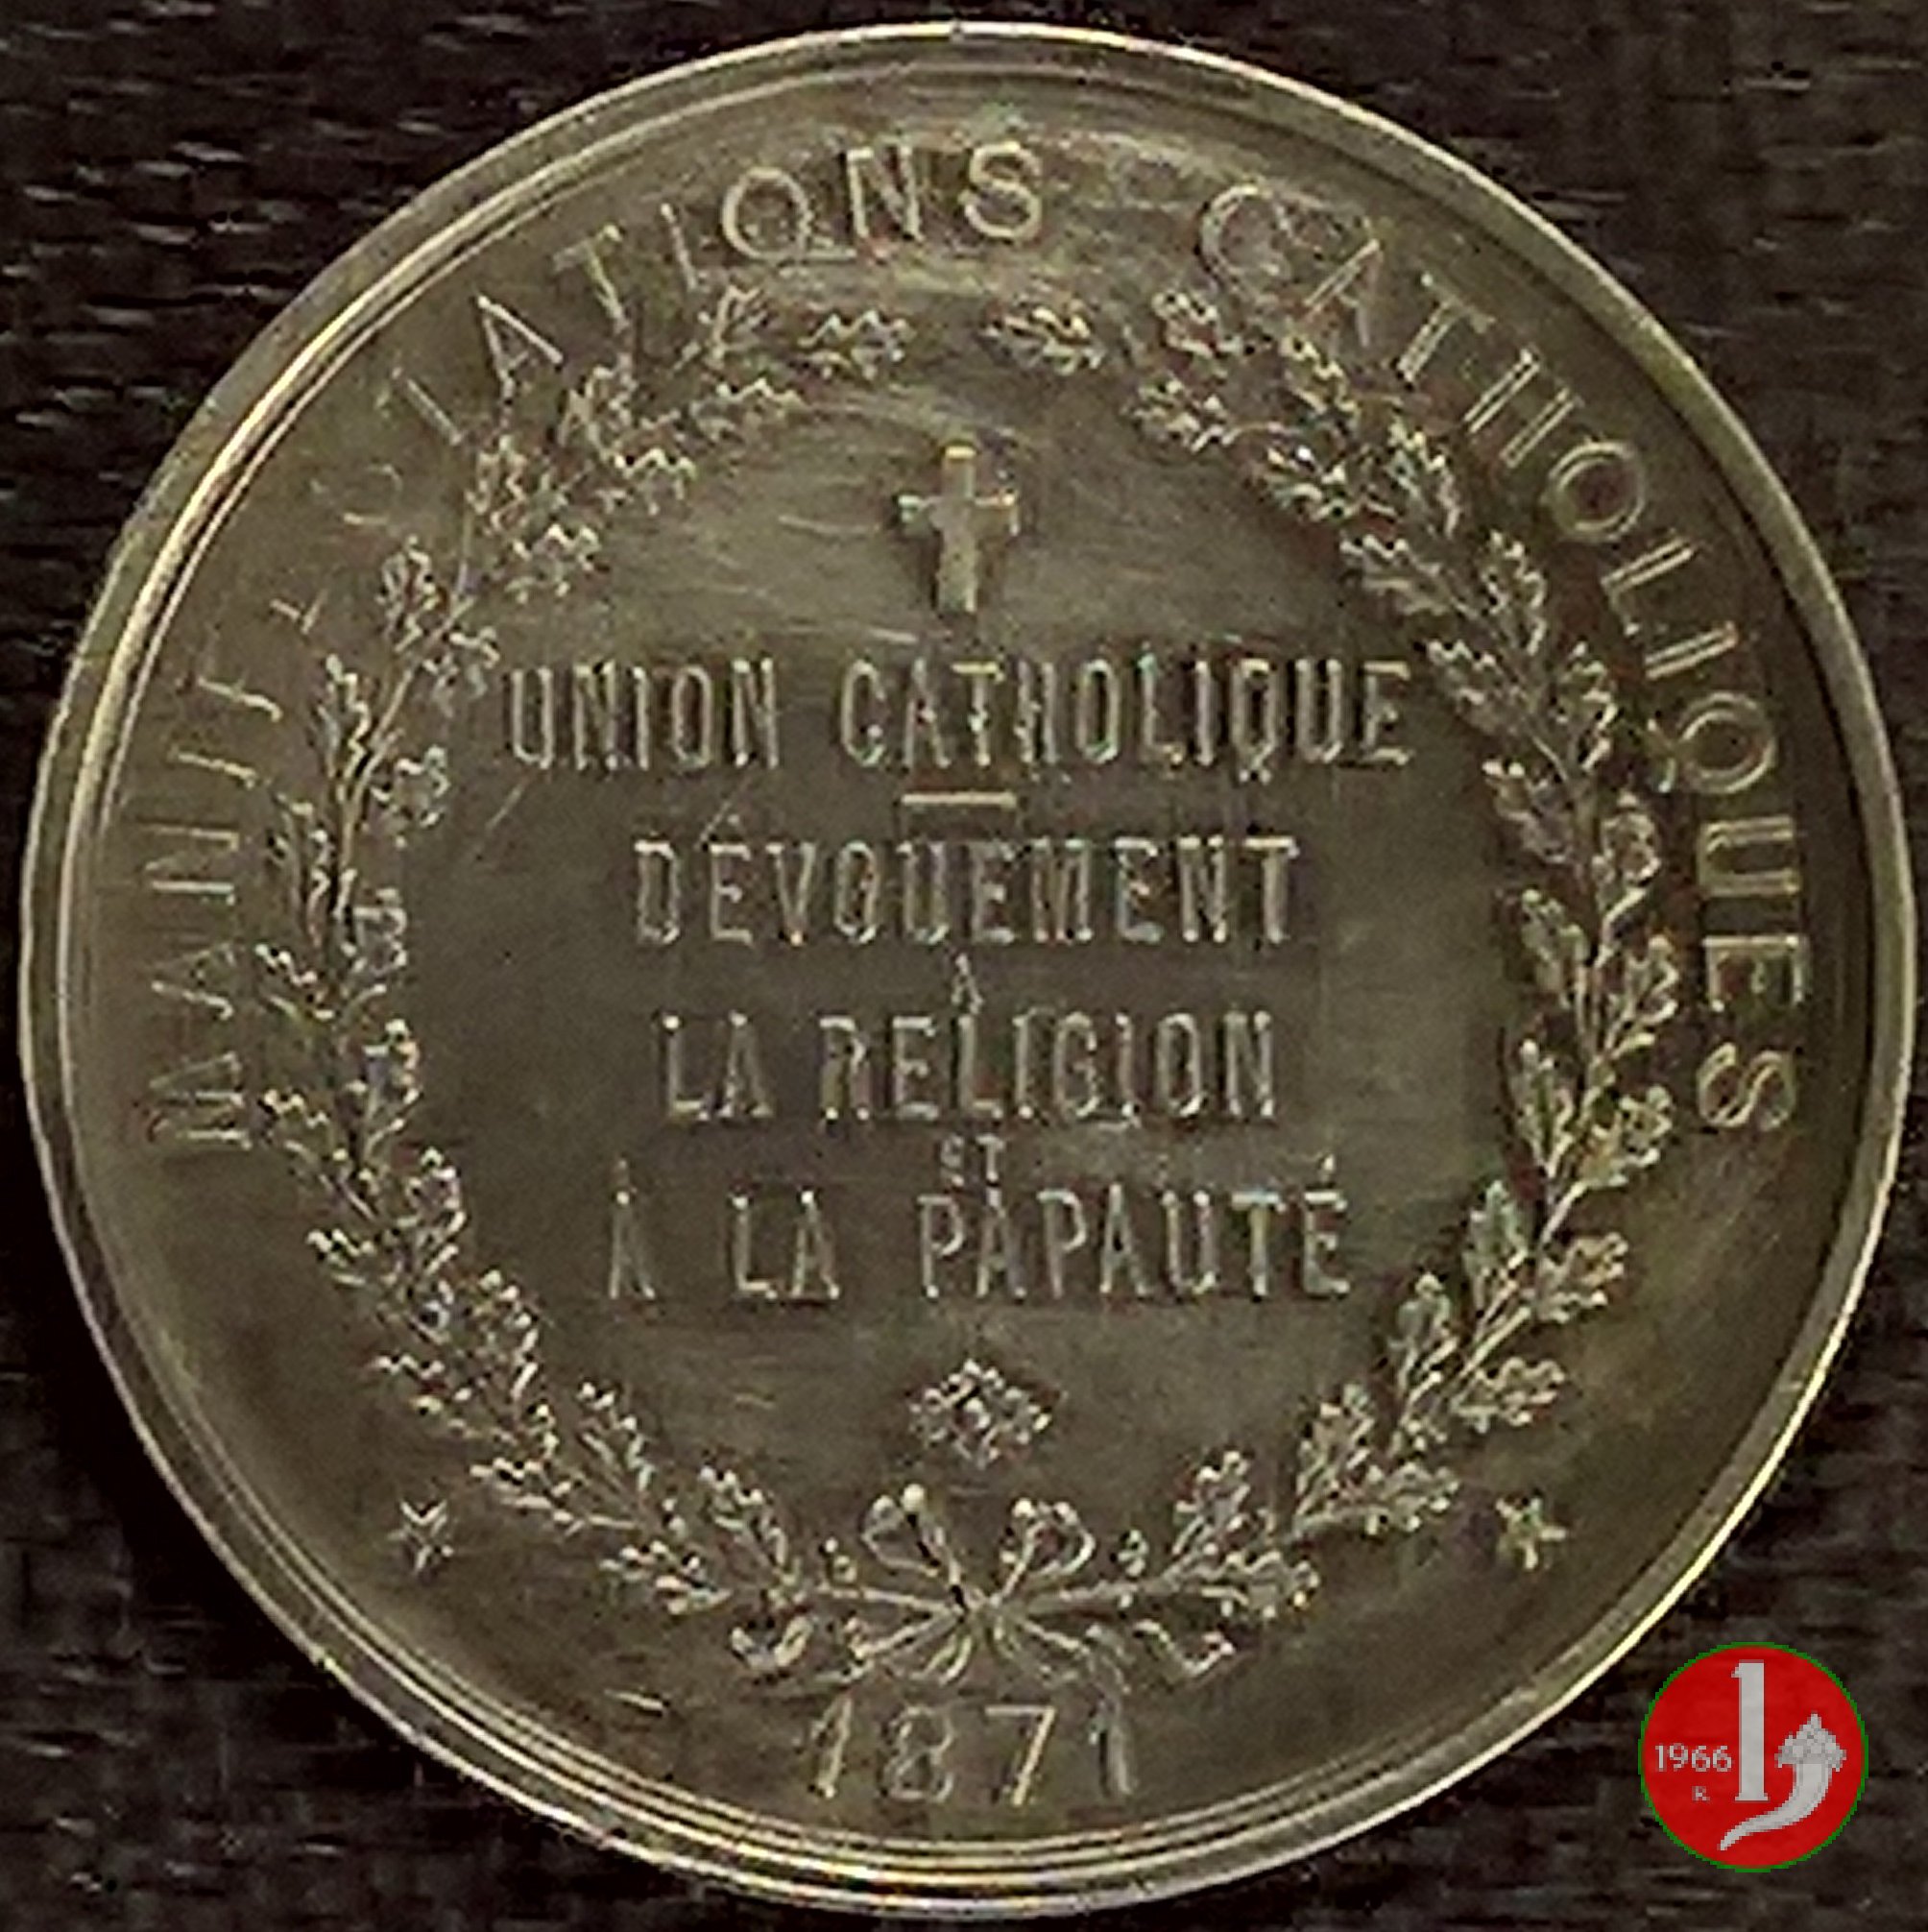 MANIFESTATIONS CATHOLIQUES
UNION CATHOLIQUE
DÉVOUEMENT
À
LA RELIGION
ET
À LA PAPAUTÉ
1871
1966
R